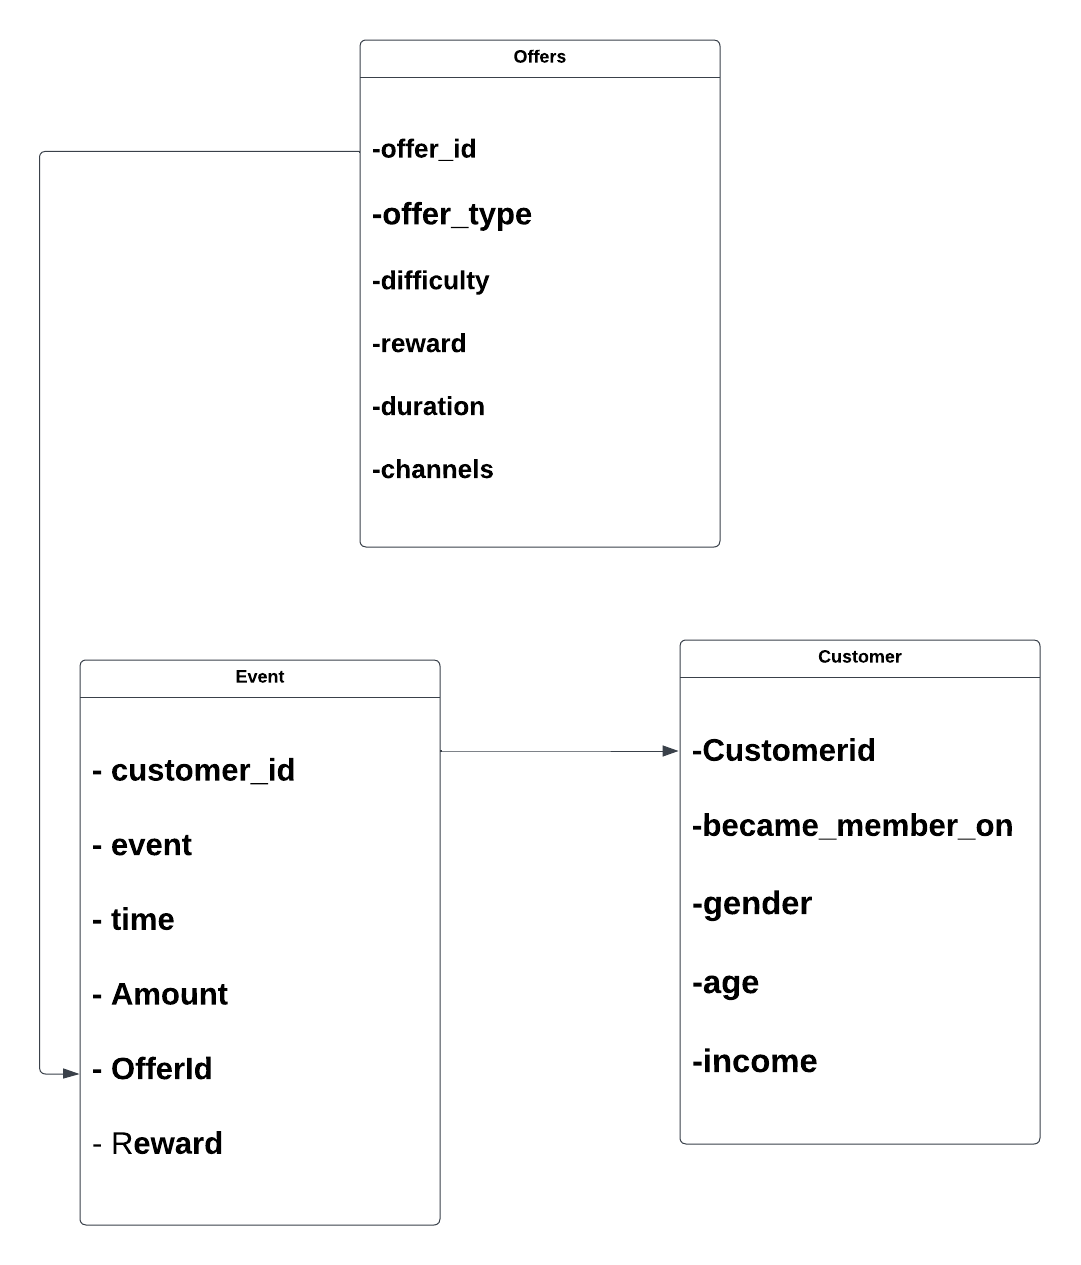 Offers
-offer_id
-offer_type
-difficulty
-reward
-duration
-channels
Event
- customer_id
- event
- time
- Amount
- OfferId
- Reward
Customer
-Customerid
-became_member_on
-gender
-age
-income